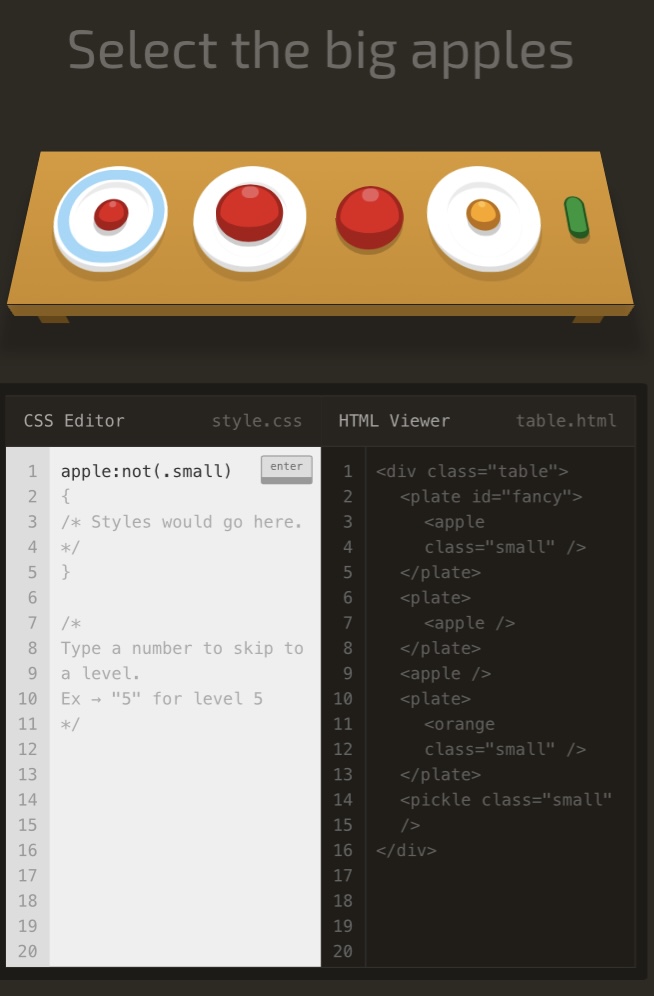 Select the big apples
CSS Editor style.css
1 apple:not(.small) enter
2 {
3 /* Styles would go here.
4 */
5 }
6
7 /*
8 Type a number to skip to
9 a level.
10 Ex → "5" for level 5
11 */
12
13
14
15
16
17
18
19
20
HTML Viewer table.html
1 <div class="table">
2 <plate id="fancy">
3 <apple
4 class="small" />
5 </plate>
6 <plate>
7 <apple />
8 </plate>
9 <apple />
10 <plate>
11 <orange
12 class="small" />
13 </plate>
14 <pickle class="small"
15 />
16 </div>
17
18
19
20